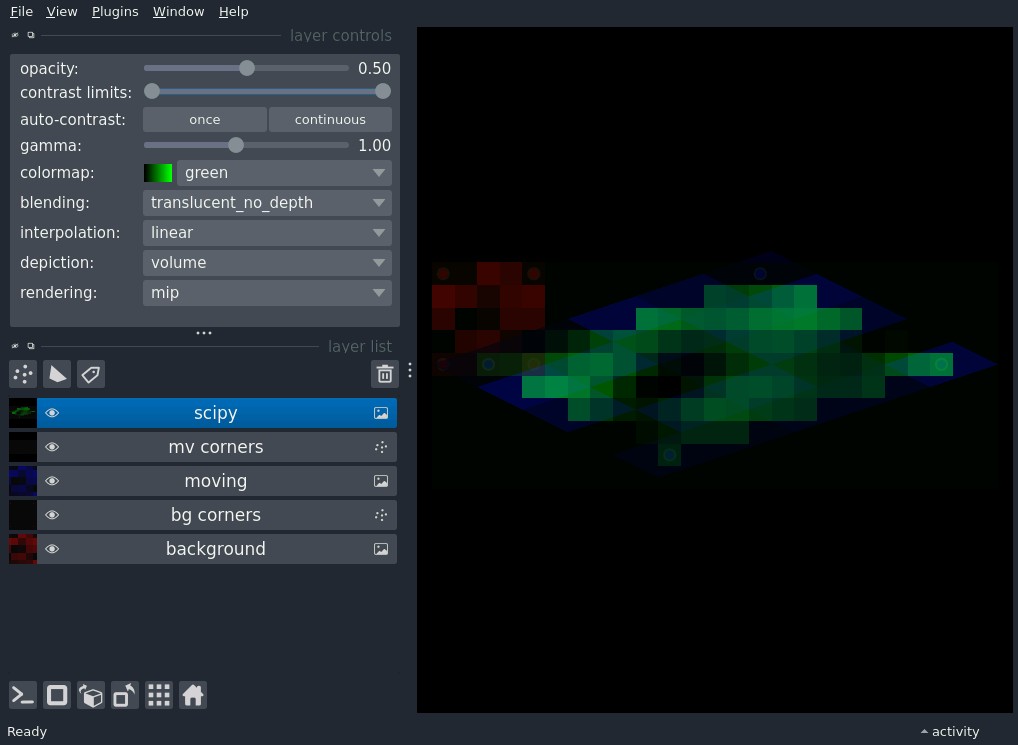 File View Plugins Window Help
layer controls
opacity: 0.50
contrast limits:
auto-contrast: once continuous
gamma: 1.00
colormap: green
blending: translucent_no_depth
interpolation: linear
depiction: volume
rendering: mip
layer list
scipy
mv corners
moving
bg corners
background
Ready activity